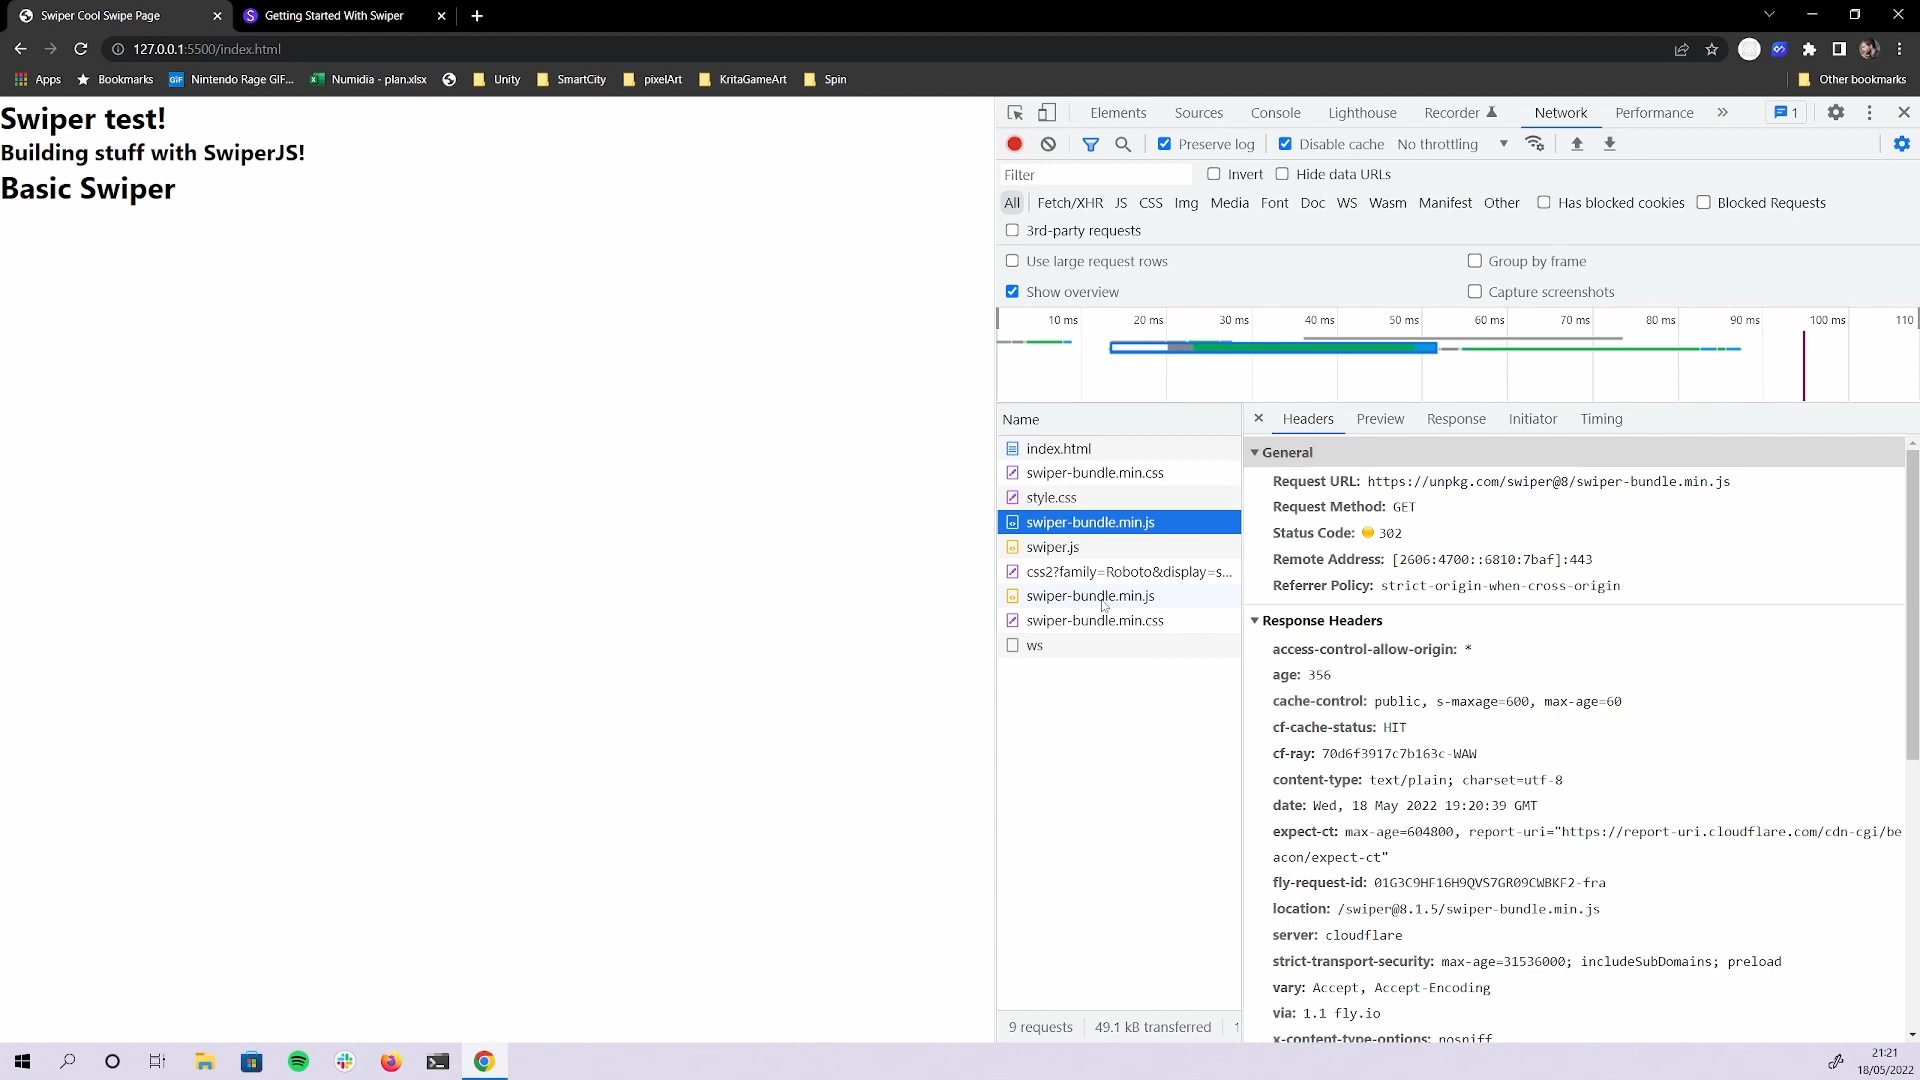 Swiper Cool Swipe Page
Getting Started With Swiper
127.0.0.1:5500/index.html
Apps
Bookmarks
GIF
Nintendo Rage GIF...
Numidia - plan.xlsx
Unity
SmartCity
pixelArt
KritaGameArt
Spin
Other bookmarks
Swiper test!
Building stuff with SwiperJS!
Basic Swiper
Elements Sources Console Lighthouse Recorder Network Performance » 1
Preserve log Disable cache No throttling
Filter Invert Hide data URLs
All Fetch/XHR JS CSS Img Media Font Doc WS Wasm Manifest Other Has blocked cookies Blocked Requests
3rd-party requests
Use large request rows Group by frame
Show overview Capture screenshots
10 ms 20 ms 30 ms 40 ms 50 ms 60 ms 70 ms 80 ms 90 ms 100 ms 110
Name
index.html
swiper-bundle.min.css
style.css
swiper-bundle.min.js
swiper.js
css2?family=Roboto&display=s...
swiper-bundle.min.js
swiper-bundle.min.css
ws
9 requests 49.1 kB transferred 1
Headers Preview Response Initiator Timing
General
Request URL: https://unpkg.com/swiper@8/swiper-bundle.min.js
Request Method: GET
Status Code: 302
Remote Address: [2606:4700::6810:7baf]:443
Referrer Policy: strict-origin-when-cross-origin
Response Headers
access-control-allow-origin: *
age: 356
cache-control: public, s-maxage=600, max-age=60
cf-cache-status: HIT
cf-ray: 70d6f3917c7b163c-WAW
content-type: text/plain; charset=utf-8
date: Wed, 18 May 2022 19:20:39 GMT
expect-ct: max-age=604800, report-uri="https://report-uri.cloudflare.com/cdn-cgi/be
acon/expect-ct"
fly-request-id: 01G3C9HF16H9QVS7GR09CWBKF2-fra
location: /swiper@8.1.5/swiper-bundle.min.js
server: cloudflare
strict-transport-security: max-age=31536000; includeSubDomains; preload
vary: Accept, Accept-Encoding
via: 1.1 fly.io
x-content-type-options: nosniff
21:21
18/05/2022